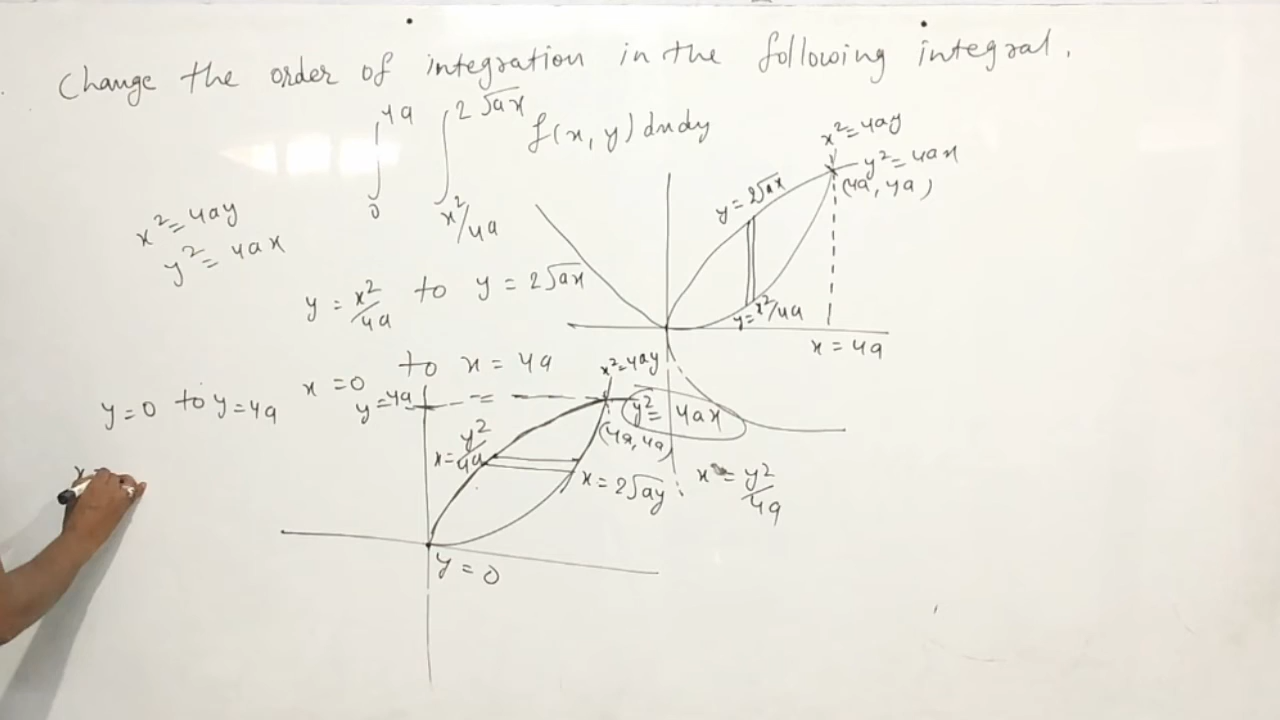 Change the order of integration in the following integral.
∫₀^{4a} ∫_{x²/4a}^{2√ax} f(x, y) dx dy
x² = 4ay
y² = 4ax
y = x²/4a to y = 2√ax
x = 0 to x = 4a
x² = 4ay
y² = 4ax
(4a, 4a)
y = 2√ax
y = x²/4a
x = 4a
y = 0 to y = 4a
x =
y = 4a
x² = 4ay
y² = 4ax
(4a, 4a)
x = y²/4a
x = 2√ay
x = y²/4a
y = 0